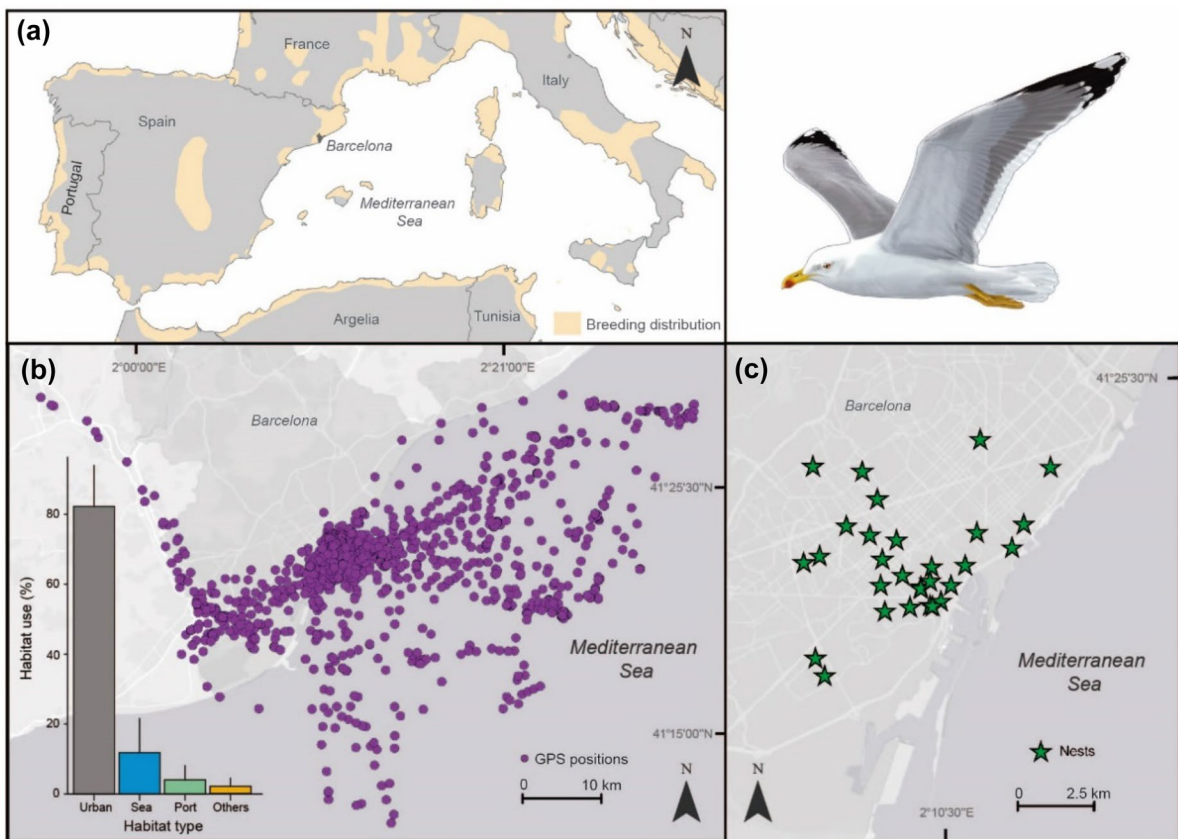 (a)
N
France
Italy
Spain
Portugal
Barcelona
Mediterranean
Sea
Argelia
Tunisia
Breeding distribution
(b)
2°00'00"E
2°21'00"E
Barcelona
41°25'30"N
Mediterranean
Sea
41°15'00"N
GPS positions
0 10 km
N
Habitat use (%)
80
60
40
20
0
Urban Sea Port Others
Habitat type
(c)
41°25'30"N
Barcelona
Mediterranean
Sea
Nests
N
0 2.5 km
2°10'30"E